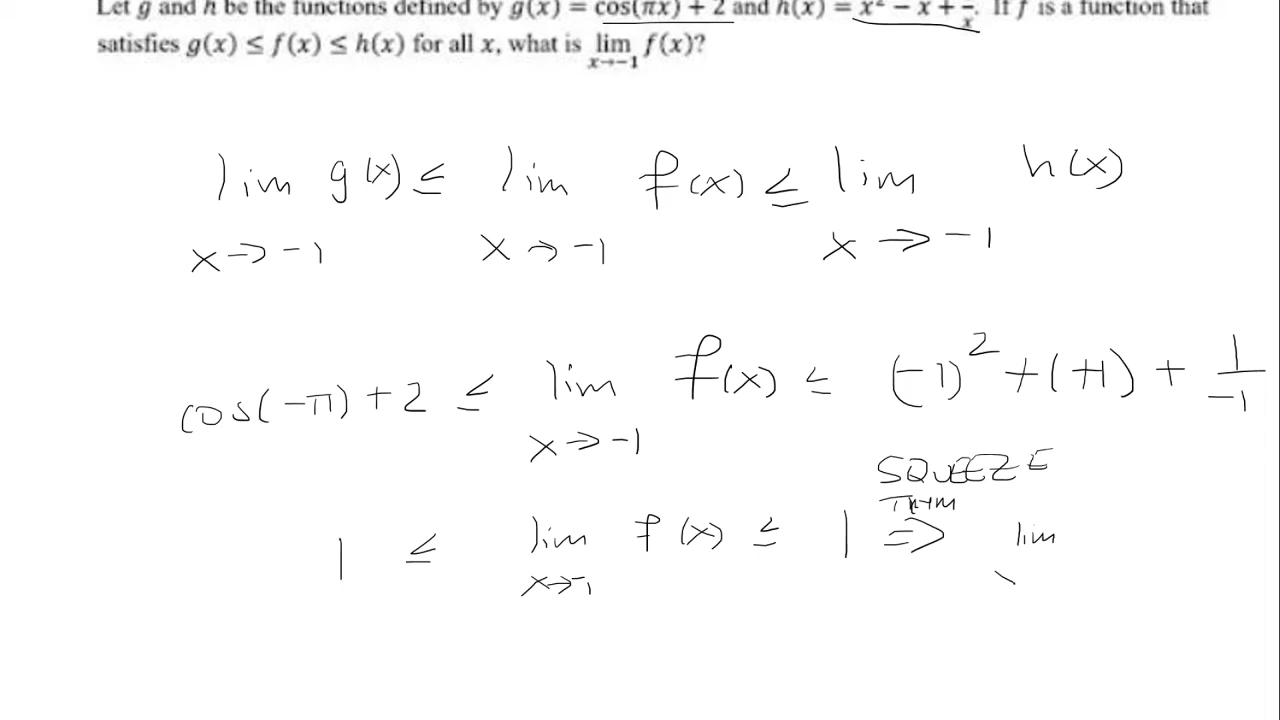 Let g and h be the functions defined by g(x) = cos(πx) + 2 and h(x) = x² − x + 1/x. If f is a function that
satisfies g(x) ≤ f(x) ≤ h(x) for all x, what is lim x→−1 f(x)?
lim x→−1 g(x) ≤ lim x→−1 f(x) ≤ lim x→−1 h(x)
cos(−π)+2 ≤ lim x→−1 f(x) ≤ (−1)² + (+1) + 1/−1
SQUEEZE
THM
1 ≤ lim x→−1 f(x) ≤ 1 ⇒ lim